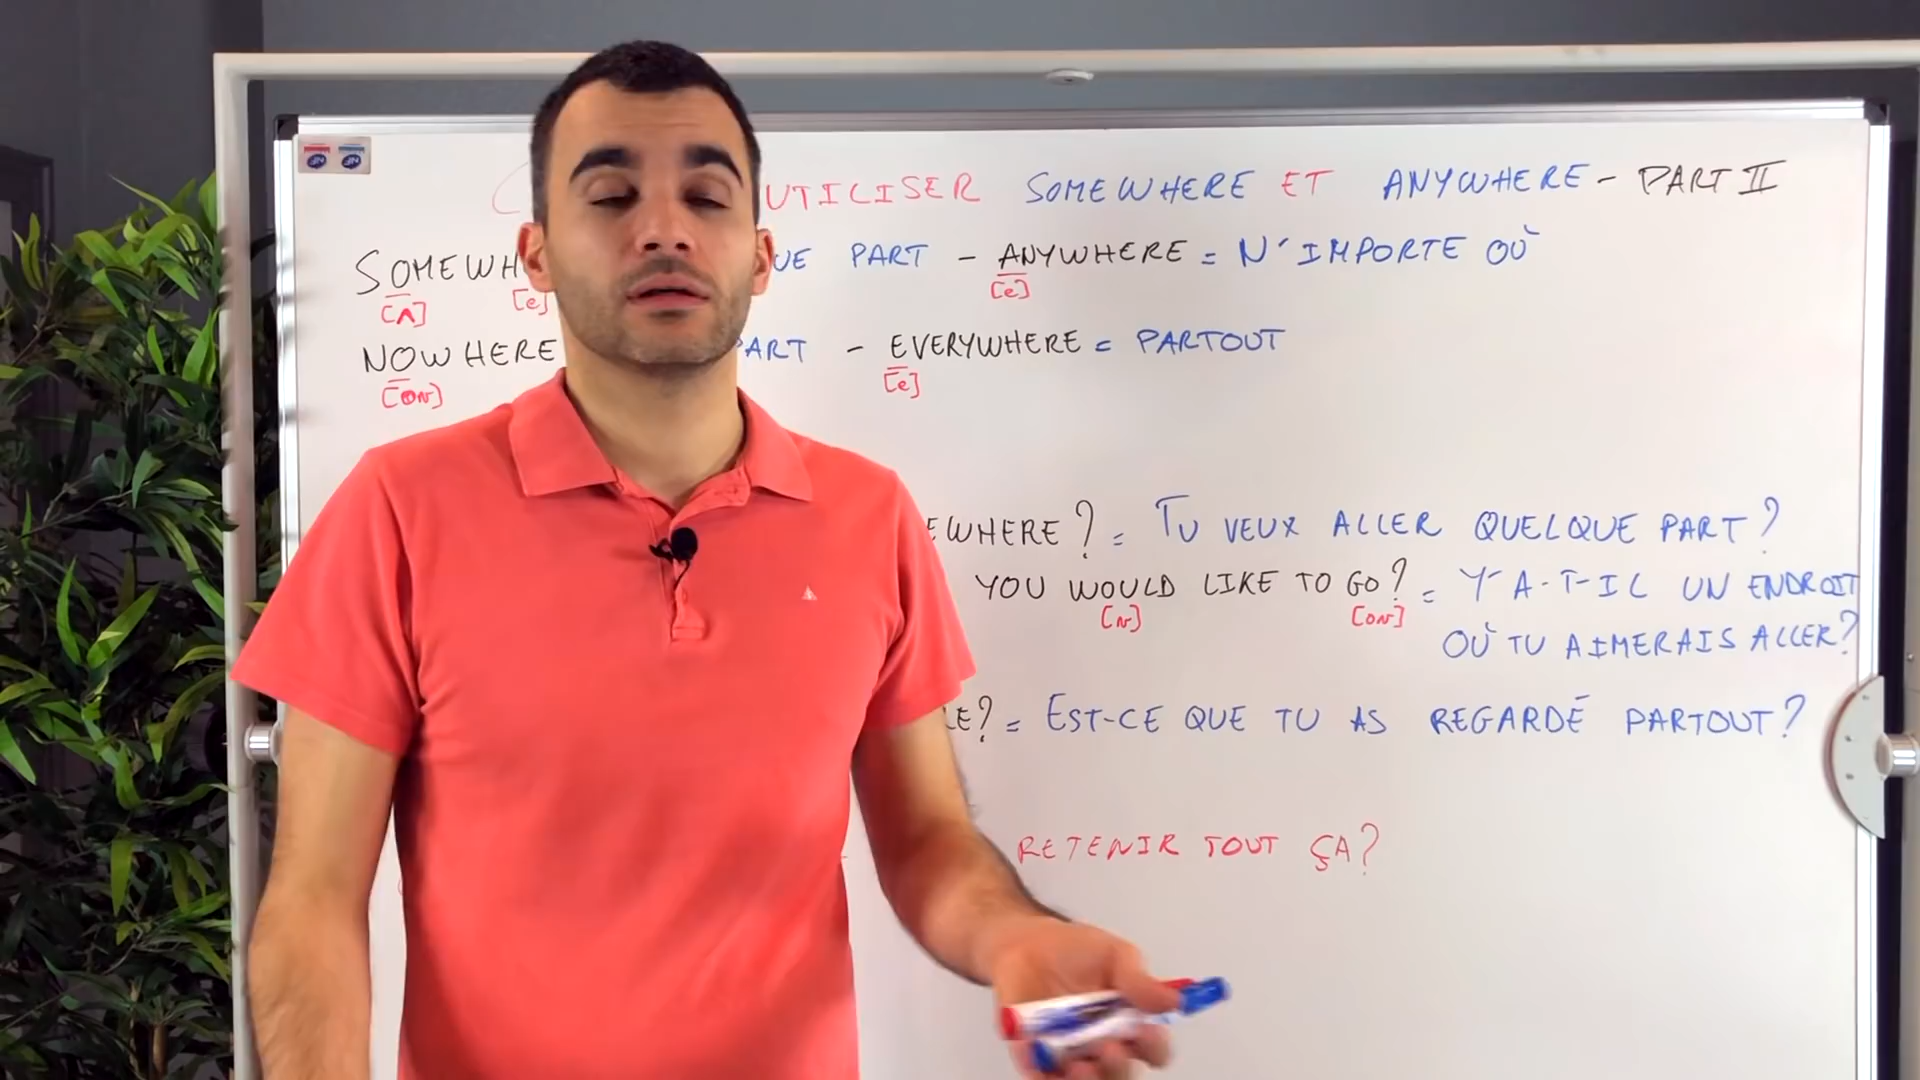 UTILISER SOMEWHERE ET ANYWHERE - PART II
SOMEWH UE PART - ANYWHERE = N'IMPORTE OÙ
[Λ] [e] [e]
NOWHERE PART - EVERYWHERE = PARTOUT
[ON] [e]
EWHERE? = TU VEUX ALLER QUELQUE PART?
YOU WOULD LIKE TO GO? = Y-A-T-IL UN ENDROIT
[N] [ON]
OÙ TU AIMERAIS ALLER?
LE? = EST-CE QUE TU AS REGARDÉ PARTOUT?
RETENIR TOUT ÇA?